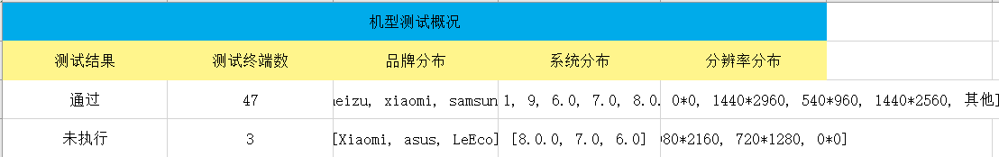 机型测试概况
测试结果 测试终端数 品牌分布 系统分布 分辨率分布
通过 47 meizu, xiaomi, samsun 1, 9, 6.0, 7.0, 8.0. 0*0, 1440*2960, 540*960, 1440*2560, 其他]
未执行 3 [Xiaomi, asus, LeEco] [8.0.0, 7.0, 6.0] 080*2160, 720*1280, 0*0]